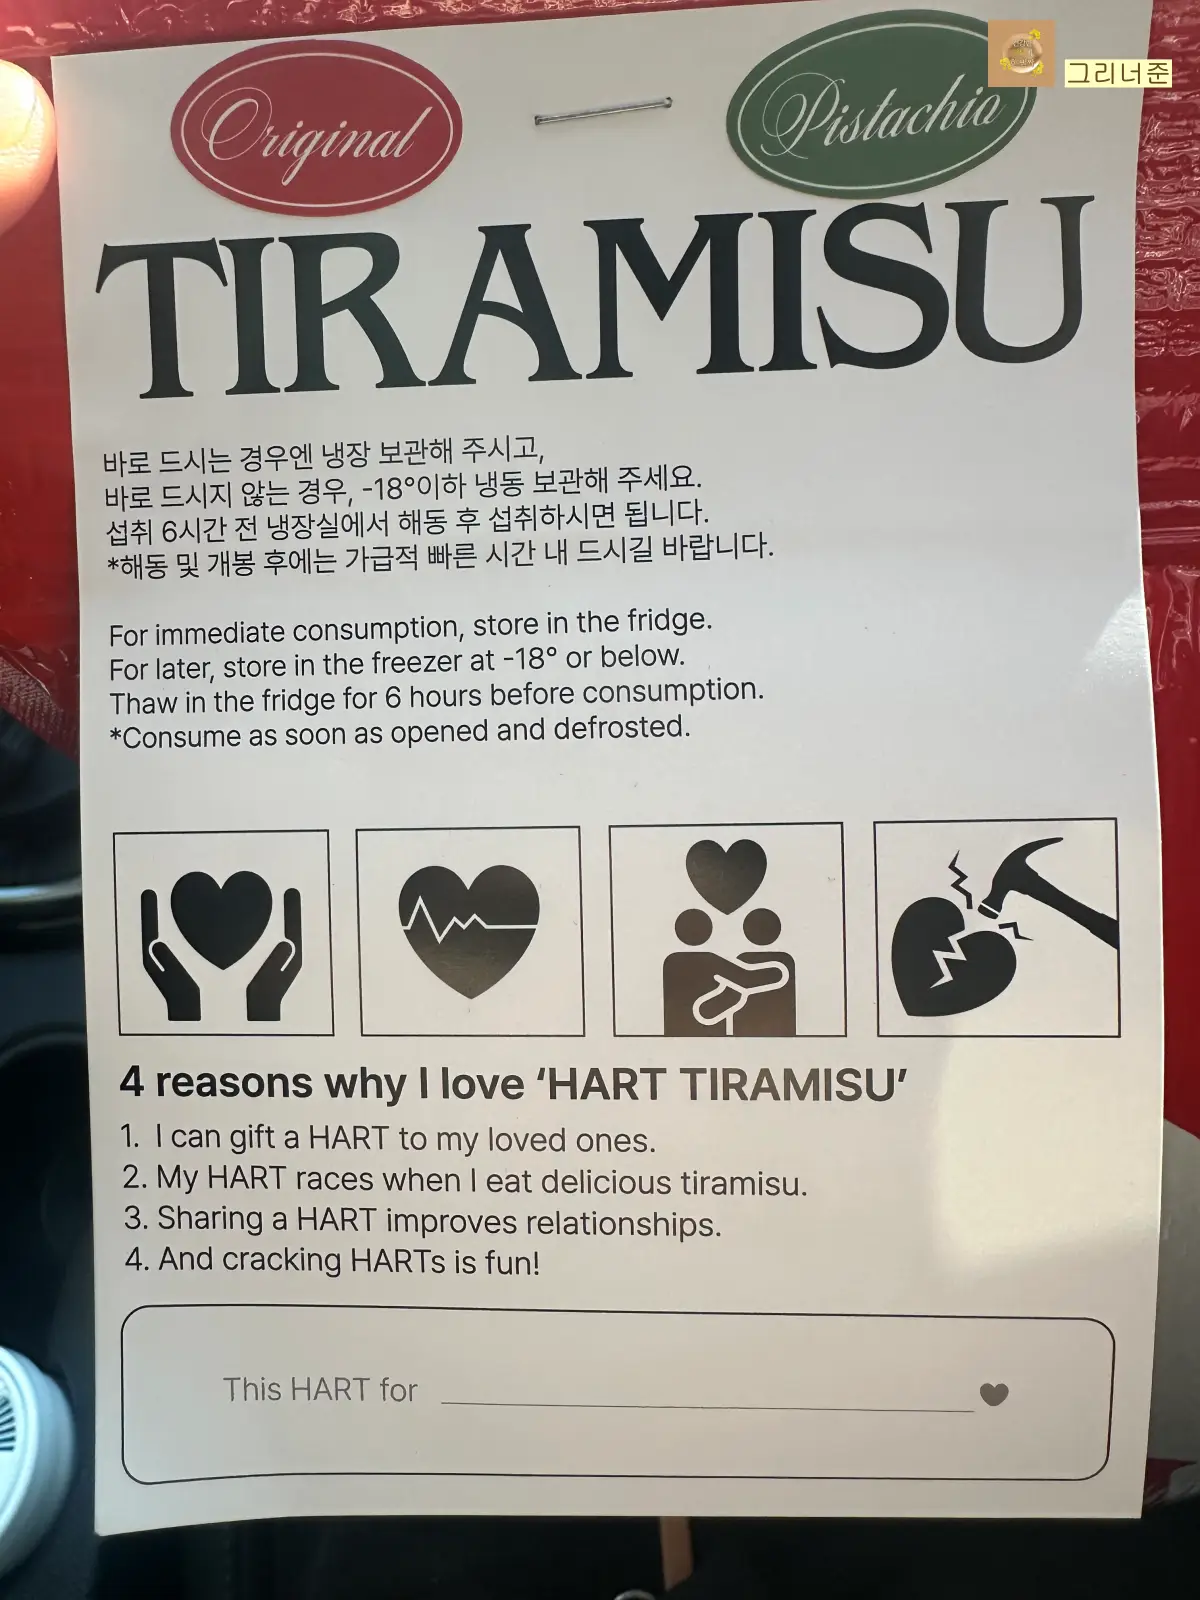 Original
Pistachio
그리너준
TIRAMISU
바로 드시는 경우엔 냉장 보관해 주시고,
바로 드시지 않는 경우, -18°이하 냉동 보관해 주세요.
섭취 6시간 전 냉장실에서 해동 후 섭취하시면 됩니다.
*해동 및 개봉 후에는 가급적 빠른 시간 내 드시길 바랍니다.
For immediate consumption, store in the fridge.
For later, store in the freezer at -18° or below.
Thaw in the fridge for 6 hours before consumption.
*Consume as soon as opened and defrosted.
4 reasons why I love ‘HART TIRAMISU’
1. I can gift a HART to my loved ones.
2. My HART races when I eat delicious tiramisu.
3. Sharing a HART improves relationships.
4. And cracking HARTs is fun!
This HART for